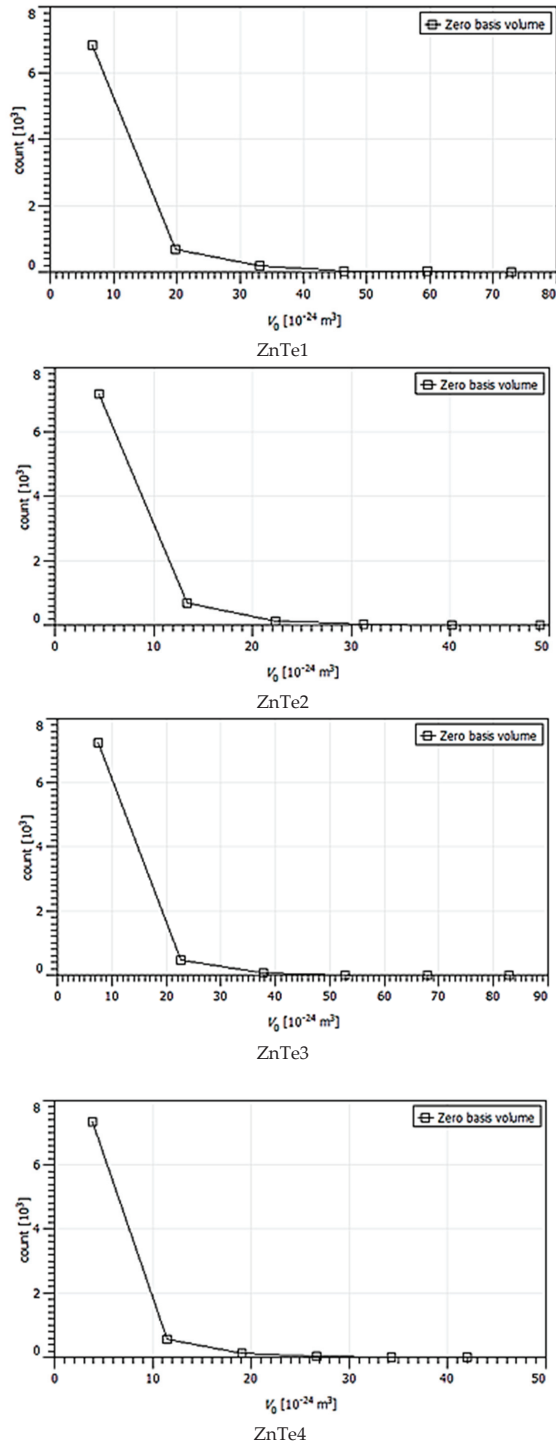 8
Zero basis volume
6
4
2
0
count [10³]
0 10 20 30 40 50 60 70 80
V₀ [10⁻²⁴ m³]
ZnTe1
8
Zero basis volume
6
4
2
0
count [10³]
0 10 20 30 40 50
V₀ [10⁻²⁴ m³]
ZnTe2
8
Zero basis volume
6
4
2
0
count [10³]
0 10 20 30 40 50 60 70 80 90
V₀ [10⁻²⁴ m³]
ZnTe3
8
Zero basis volume
6
4
2
0
count [10³]
0 10 20 30 40 50
V₀ [10⁻²⁴ m³]
ZnTe4